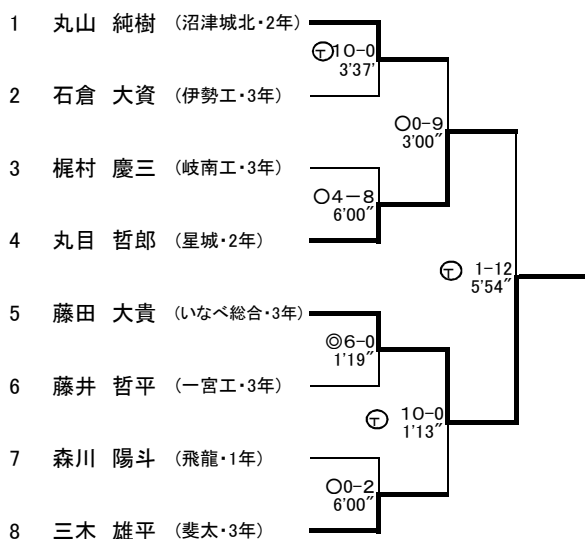 1 丸山 純樹 (沼津城北・2年)
Ⓣ10-0
3'37'
2 石倉 大資 (伊勢工・3年)
○0-9
3'00"
3 梶村 慶三 (岐南工・3年)
○4-8
6'00"
4 丸目 哲郎 (星城・2年)
Ⓣ 1-12
5'54"
5 藤田 大貴 (いなべ総合・3年)
◎6-0
1'19"
6 藤井 哲平 (一宮工・3年)
Ⓣ 10-0
1'13"
7 森川 陽斗 (飛龍・1年)
○0-2
6'00"
8 三木 雄平 (斐太・3年)